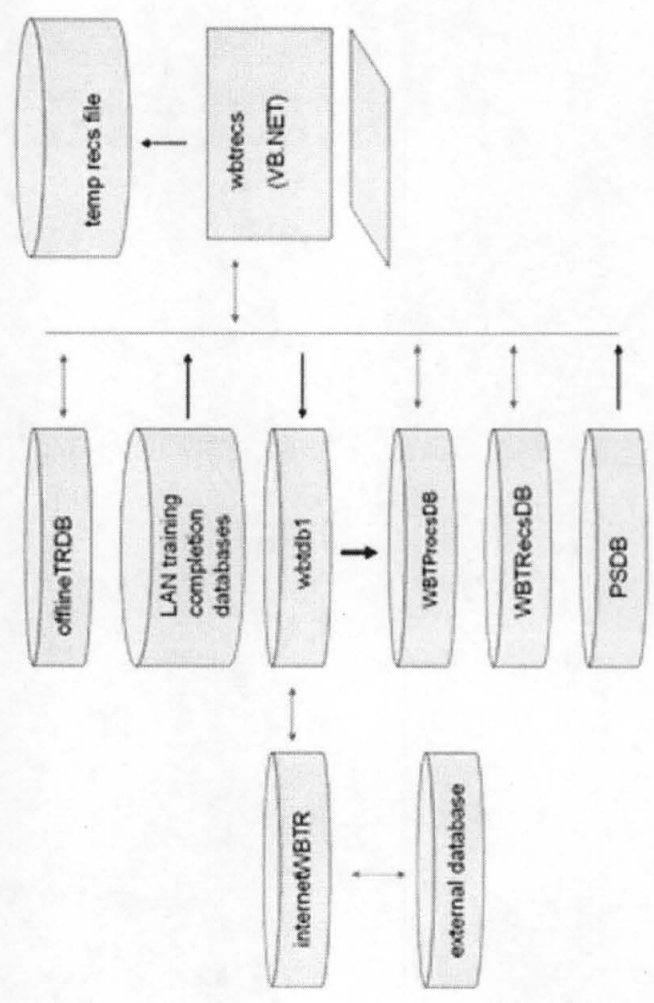 temp recs file
wbtrecs
(VB.NET)
offlineTRDB
LAN training
completion
databases
wbtdb1
WBTProcsDB
WBTRecsDB
PSDB
internetWBTR
external database